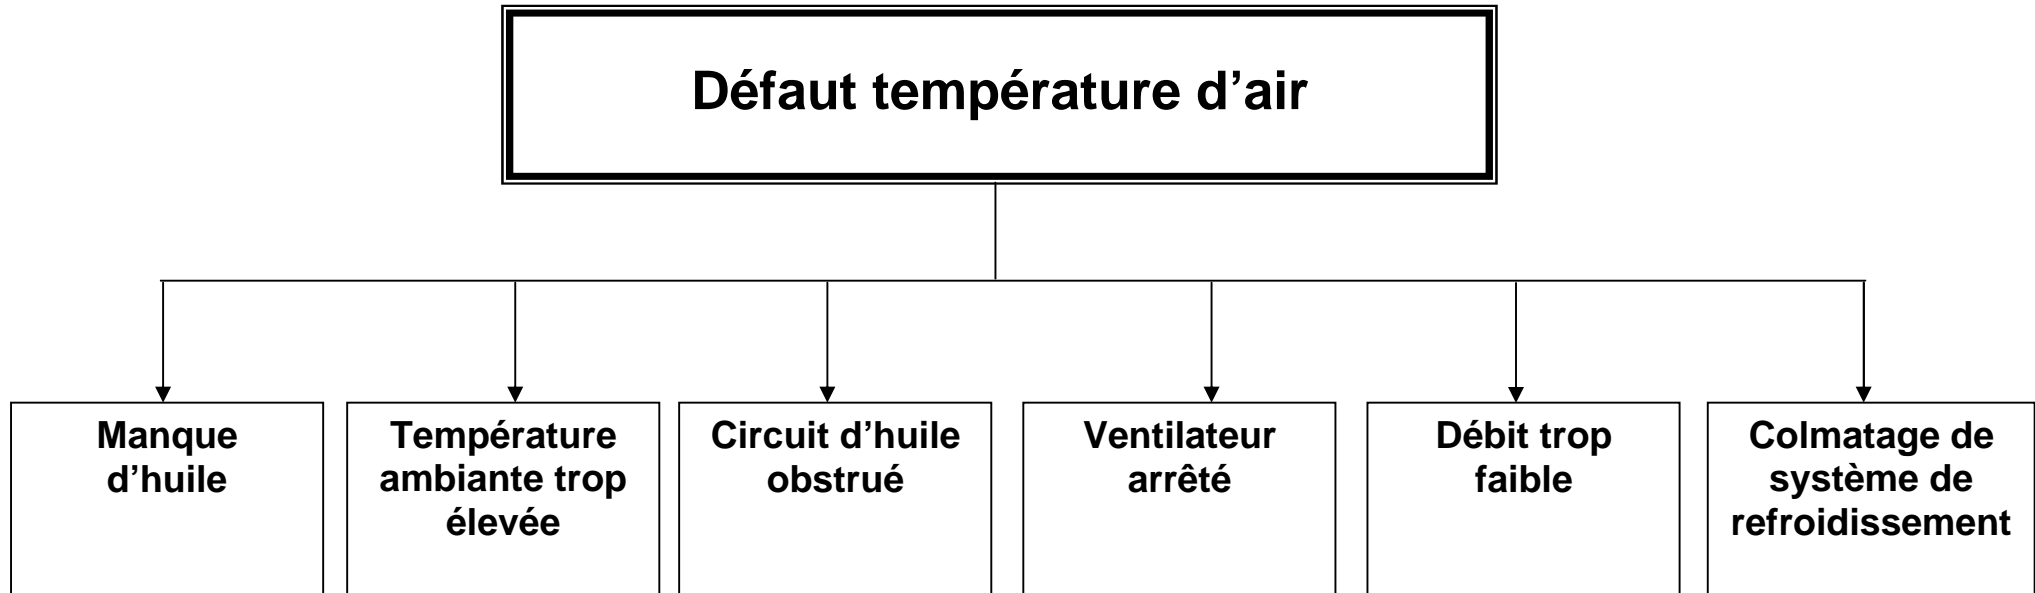 Défaut température d’air
Manque
d’huile
Température
ambiante trop
élevée
Circuit d’huile
obstrué
Ventilateur
arrêté
Débit trop
faible
Colmatage de
système de
refroidissement